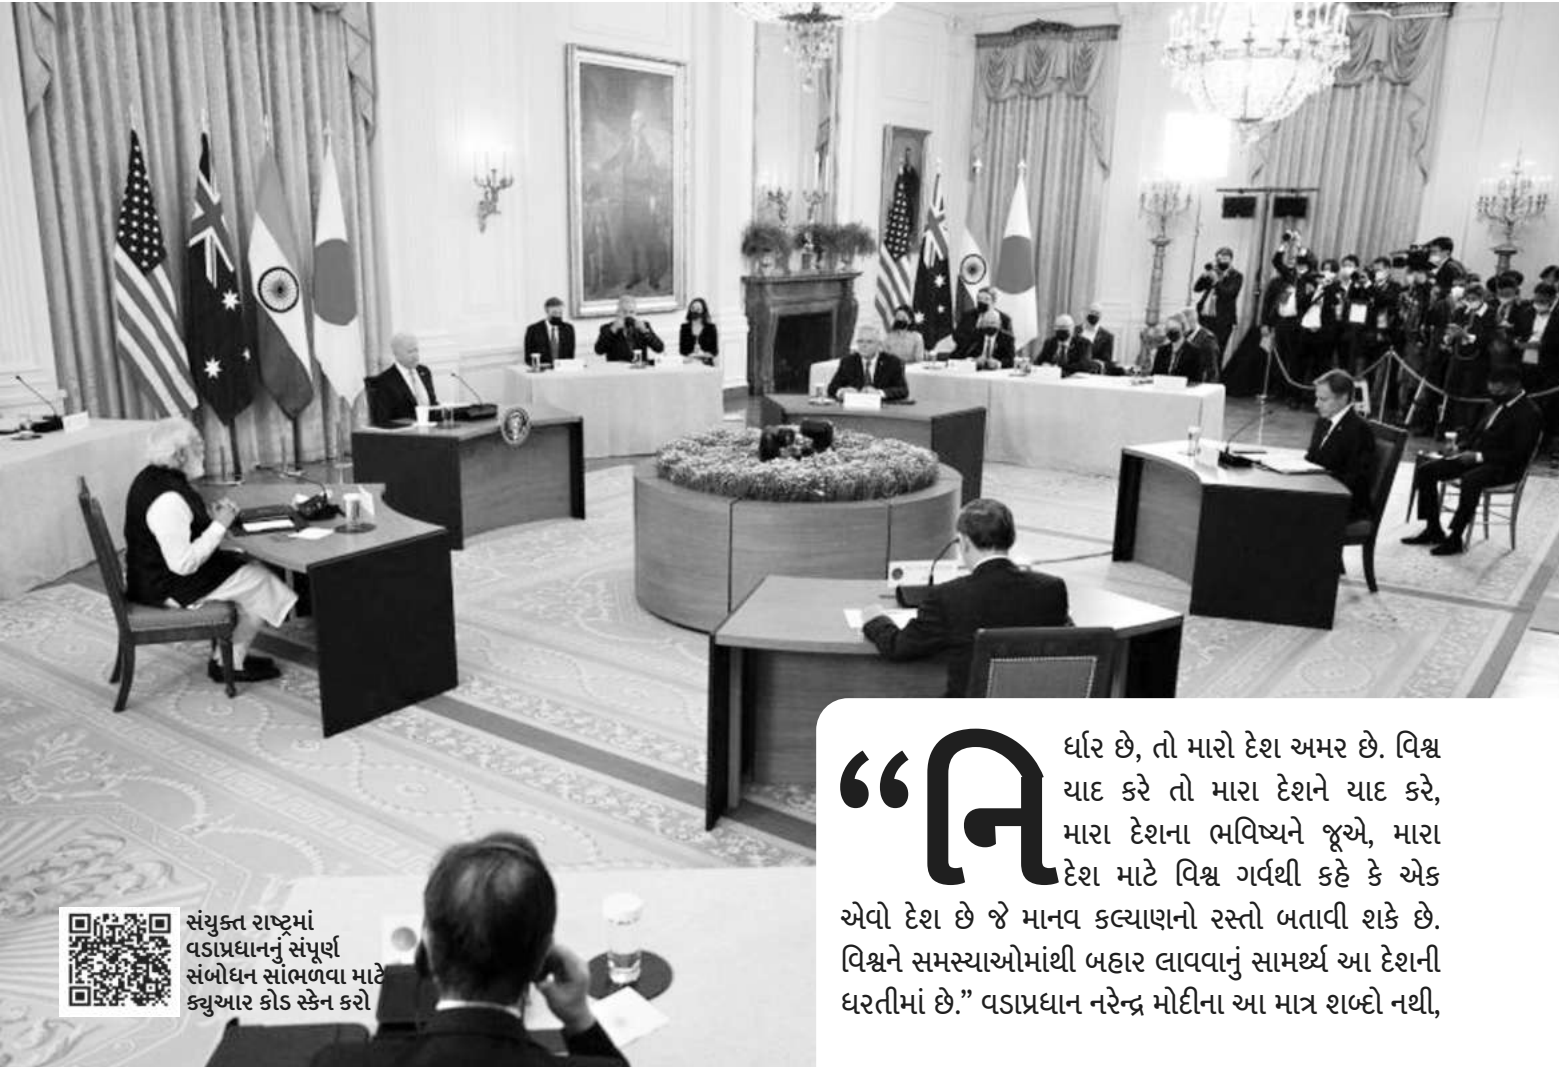 “નિર્ધાર છે, તો મારો દેશ અમર છે. વિશ્વ
યાદ કરે તો મારા દેશને યાદ કરે,
મારા દેશના ભવિષ્યને જૂએ, મારા
દેશ માટે વિશ્વ ગર્વથી કહે કે એક
એવો દેશ છે જે માનવ કલ્યાણનો રસ્તો બતાવી શકે છે.
વિશ્વને સમસ્યાઓમાંથી બહાર લાવવાનું સામર્થ્ય આ દેશની
ધરતીમાં છે.” વડાપ્રધાન નરેન્દ્ર મોદીના આ માત્ર શબ્દો નથી,
સંયુક્ત રાષ્ટ્રમાં
વડાપ્રધાનનું સંપૂર્ણ
સંબોધન સાંભળવા માટે
ક્યુઆર કોડ સ્કેન કરો